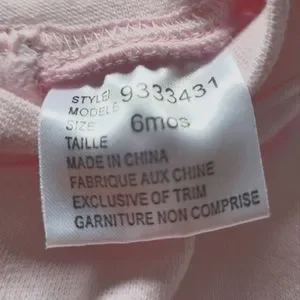 STYLE/ 9333431
MODELE
SIZE 6mos
TAILLE
MADE IN CHINA
FABRIQUE AUX CHINE
EXCLUSIVE OF TRIM
GARNITURE NON COMPRISE